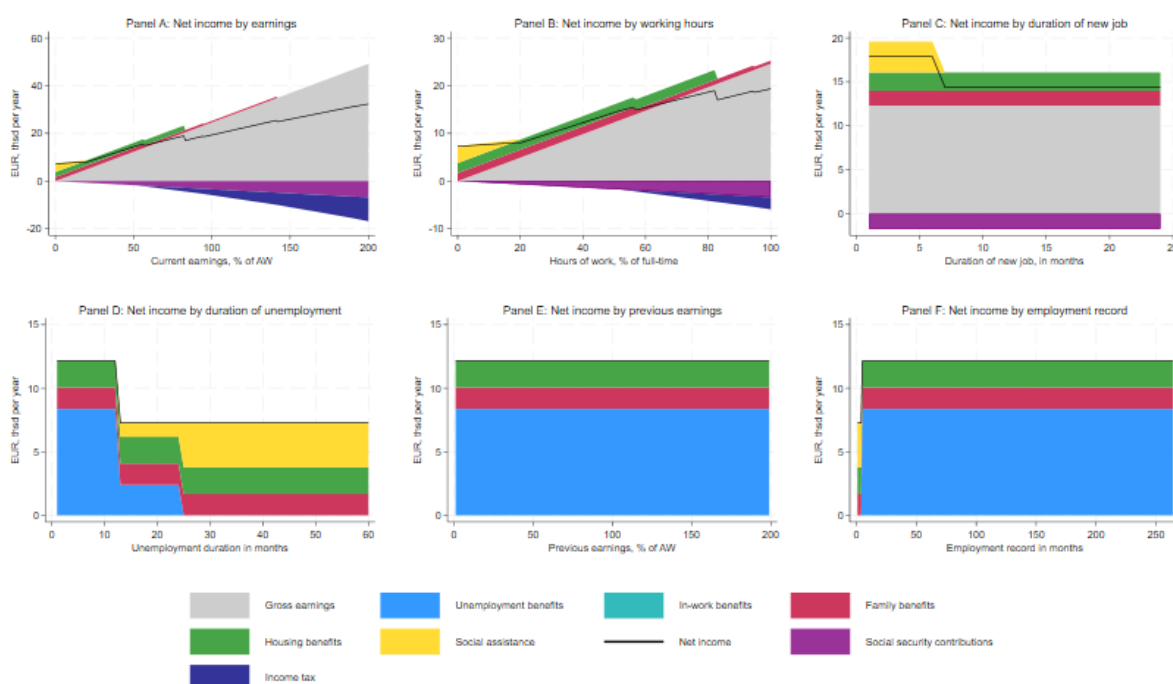 Panel A: Net income by earnings
EUR, thsd per year
60
40
20
0
-20
0 50 100 150 200
Current earnings, % of AW
Panel B: Net income by working hours
EUR, thsd per year
30
20
10
0
-10
0 20 40 60 80 100
Hours of work, % of full-time
Panel C: Net income by duration of new job
EUR, thsd per year
20
15
10
5
0
0 5 10 15 20 25
Duration of new job, in months
Panel D: Net income by duration of unemployment
EUR, thsd per year
15
10
5
0
0 10 20 30 40 50 60
Unemployment duration in months
Panel E: Net income by previous earnings
EUR, thsd per year
15
10
5
0
0 50 100 150 200
Previous earnings, % of AW
Panel F: Net income by employment record
EUR, thsd per year
15
10
5
0
0 50 100 150 200 250
Employment record in months
Gross earnings Unemployment benefits In-work benefits Family benefits
Housing benefits Social assistance Net income Social security contributions
Income tax